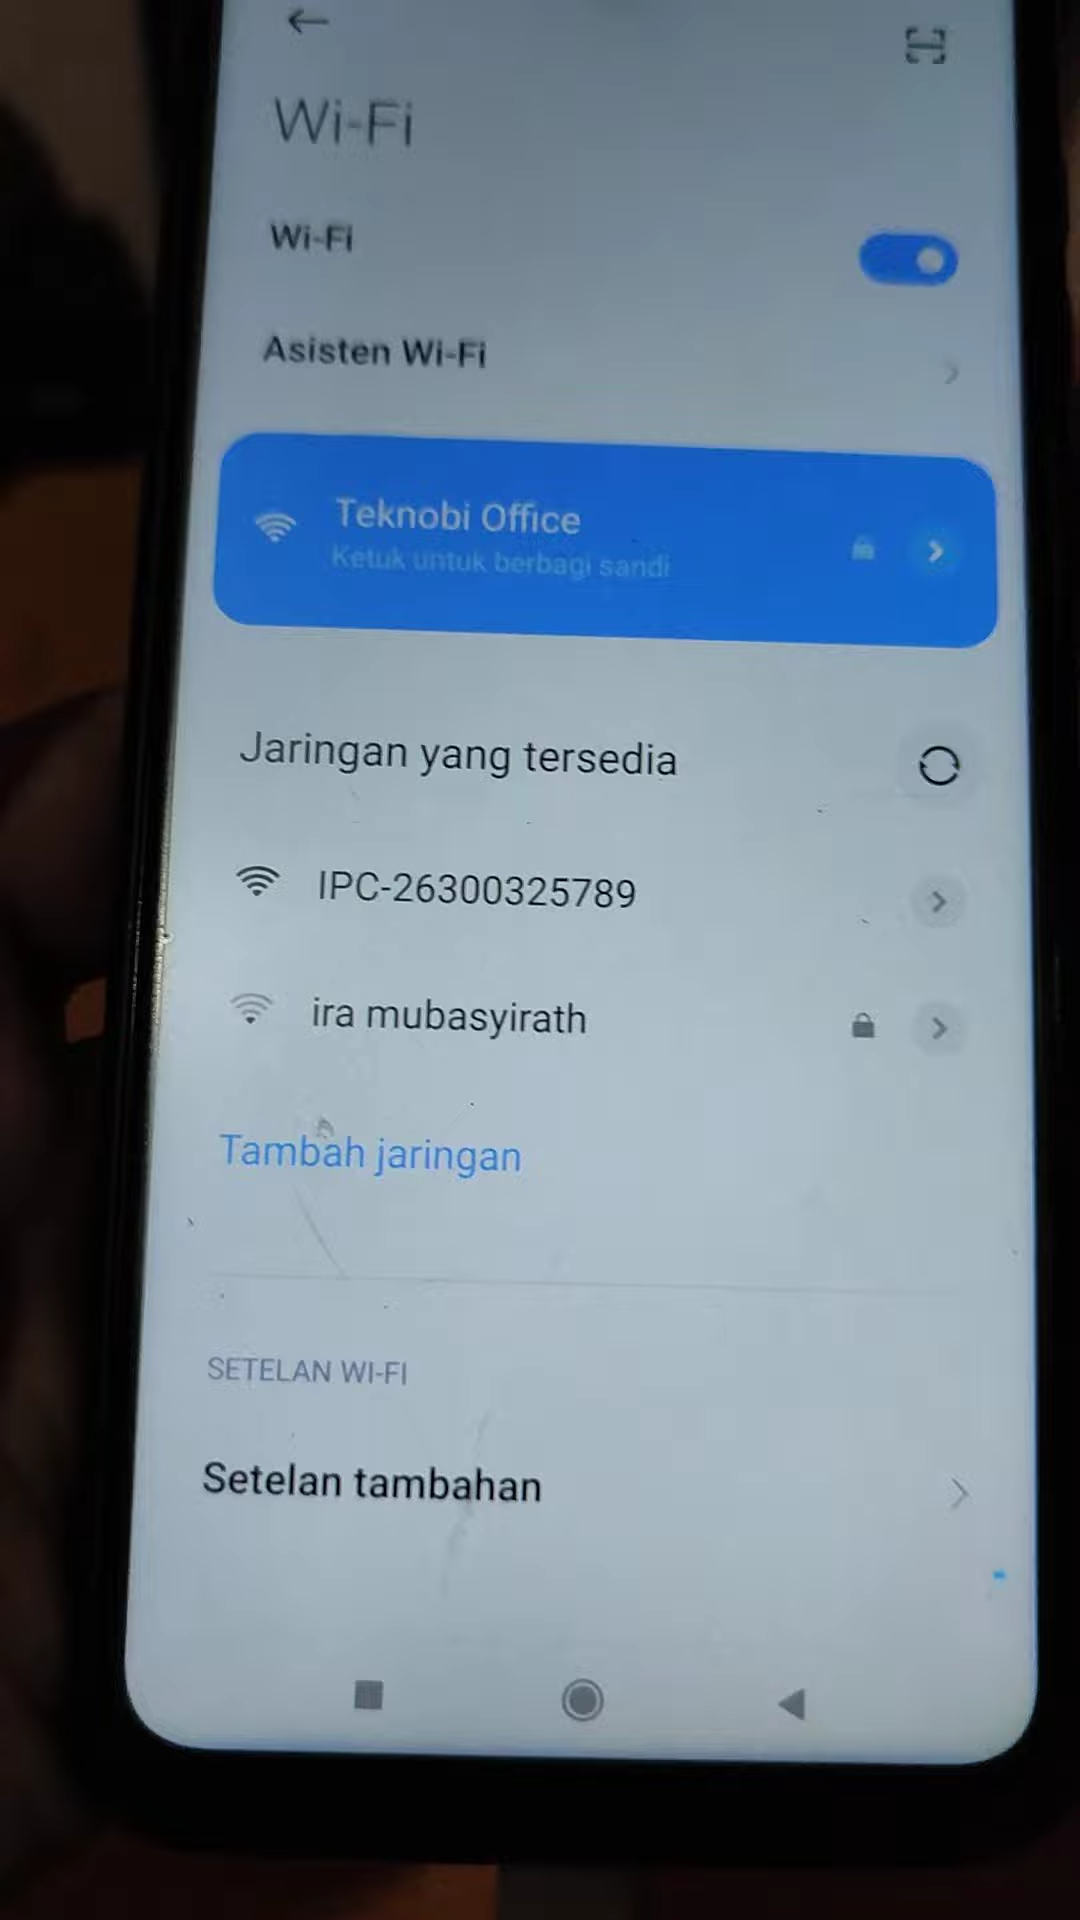 Wi-Fi
Wi-Fi
Asisten Wi-Fi
Teknobi Office
Ketuk untuk berbagi sandi
Jaringan yang tersedia
IPC-26300325789
ira mubasyirath
Tambah jaringan
SETELAN WI-FI
Setelan tambahan